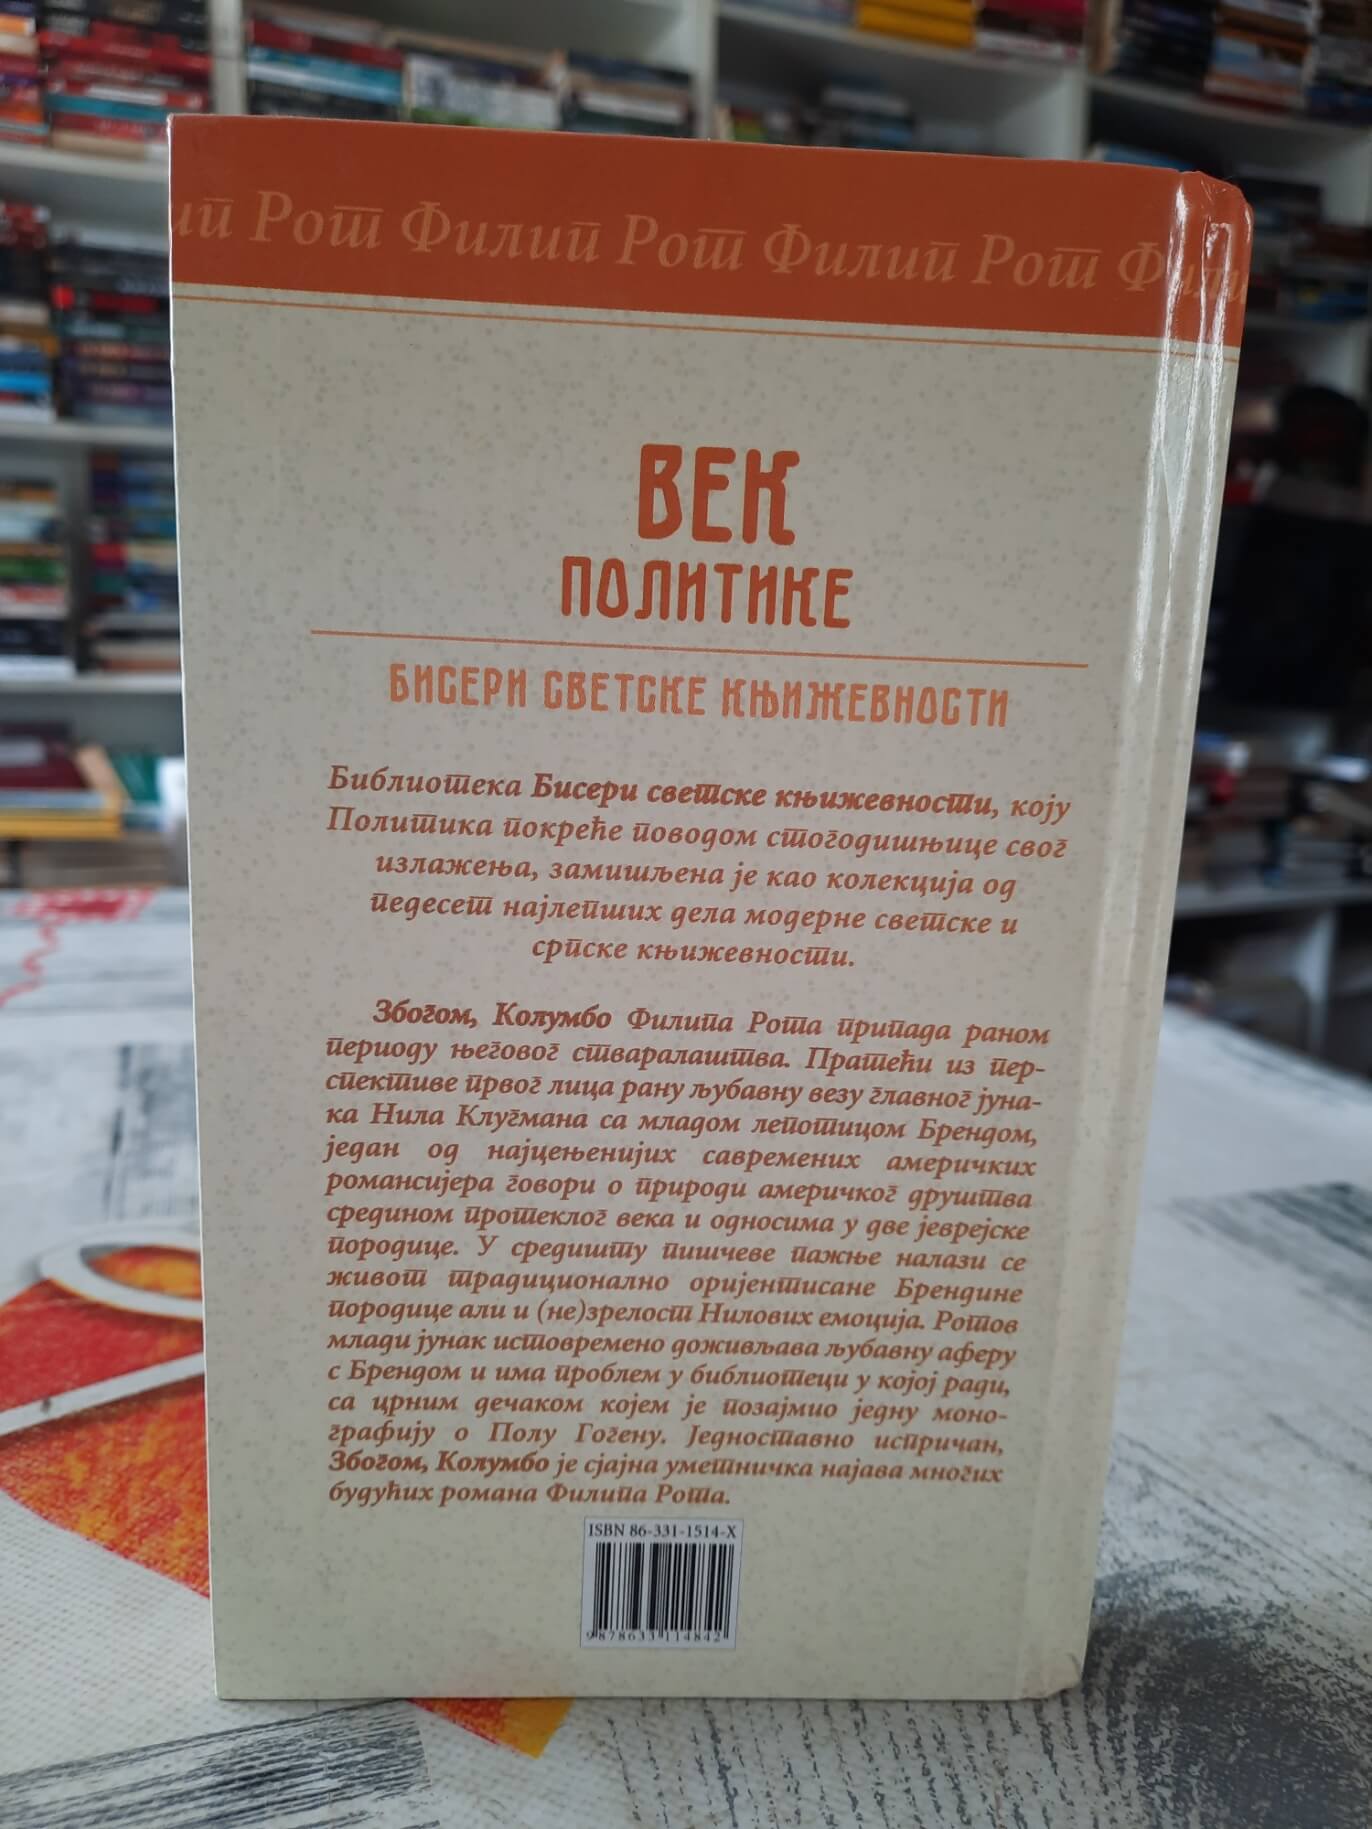 ип Рот Филип Рот Филип Рот Фили
ВЕК
ПОЛИТИКЕ
БИСЕРИ СВЕТСКЕ КЊИЖЕВНОСТИ
Библиотека Бисери светске књижевности, коју
Политика покреће поводом стогодишњице свог
излажења, замишљена је као колекција од
педесет најлепших дела модерне светске и
српске књижевности.
Збогом, Колумбо Филипа Рота припада раном
периоду његовог стваралаштва. Пратећи из пер-
спективе првог лица рану љубавну везу главног јуна-
ка Нила Клугмана са младом лепотицом Брендом,
један од најцењенијих савремених америчких
романсијера говори о природи америчког друштва
средином протеклог века и односима у две јеврејске
породице. У средишту пишчеве пажње налази се
живот традиционално оријентисане Брендине
породице али и (не)зрелост Нилових емоција. Ротов
млади јунак истовремено доживљава љубавну аферу
с Брендом и има проблем у библиотеци у којој ради,
са црним дечаком којем је позајмио једну моно-
графију о Полу Гогену. Једноставно испричан,
Збогом, Колумбо је сјајна уметничка најава многих
будућих романа Филипа Рота.
ISBN 86-331-1514-X
9 788633 114842